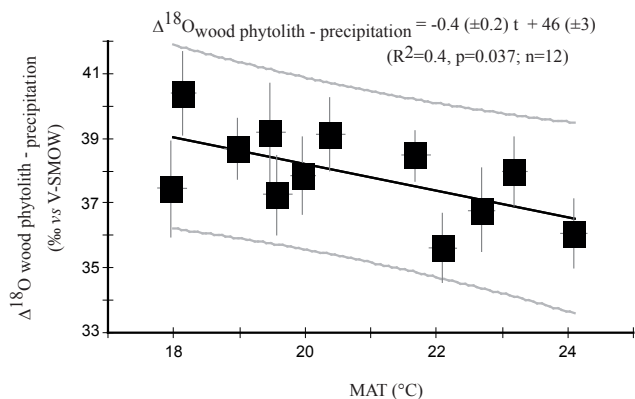 Δ18Owood phytolith - precipitation = -0.4 (±0.2) t + 46 (±3)
(R2=0.4, p=0.037; n=12)
Δ18O wood phytolith - precipitation
(‰ vs V-SMOW)
41
39
37
35
33
18
20
22
24
MAT (°C)